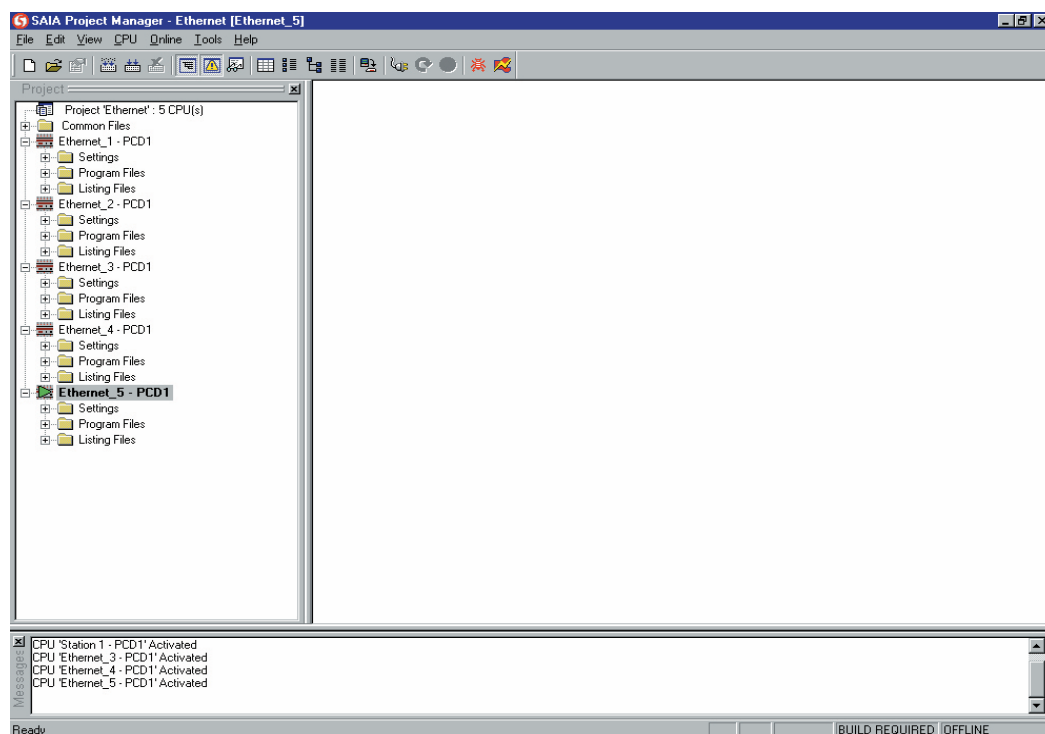 SAIA Project Manager - Ethernet [Ethernet_5]
File Edit View CPU Online Tools Help
Project
Project 'Ethernet' : 5 CPU(s)
Common Files
Ethernet_1 - PCD1
Settings
Program Files
Listing Files
Ethernet_2 - PCD1
Settings
Program Files
Listing Files
Ethernet_3 - PCD1
Settings
Program Files
Listing Files
Ethernet_4 - PCD1
Settings
Program Files
Listing Files
Ethernet_5 - PCD1
Settings
Program Files
Listing Files
Messages
CPU 'Station 1 - PCD1' Activated
CPU 'Ethernet_3 - PCD1' Activated
CPU 'Ethernet_4 - PCD1' Activated
CPU 'Ethernet_5 - PCD1' Activated
Ready BUILD REQUIRED OFFLINE